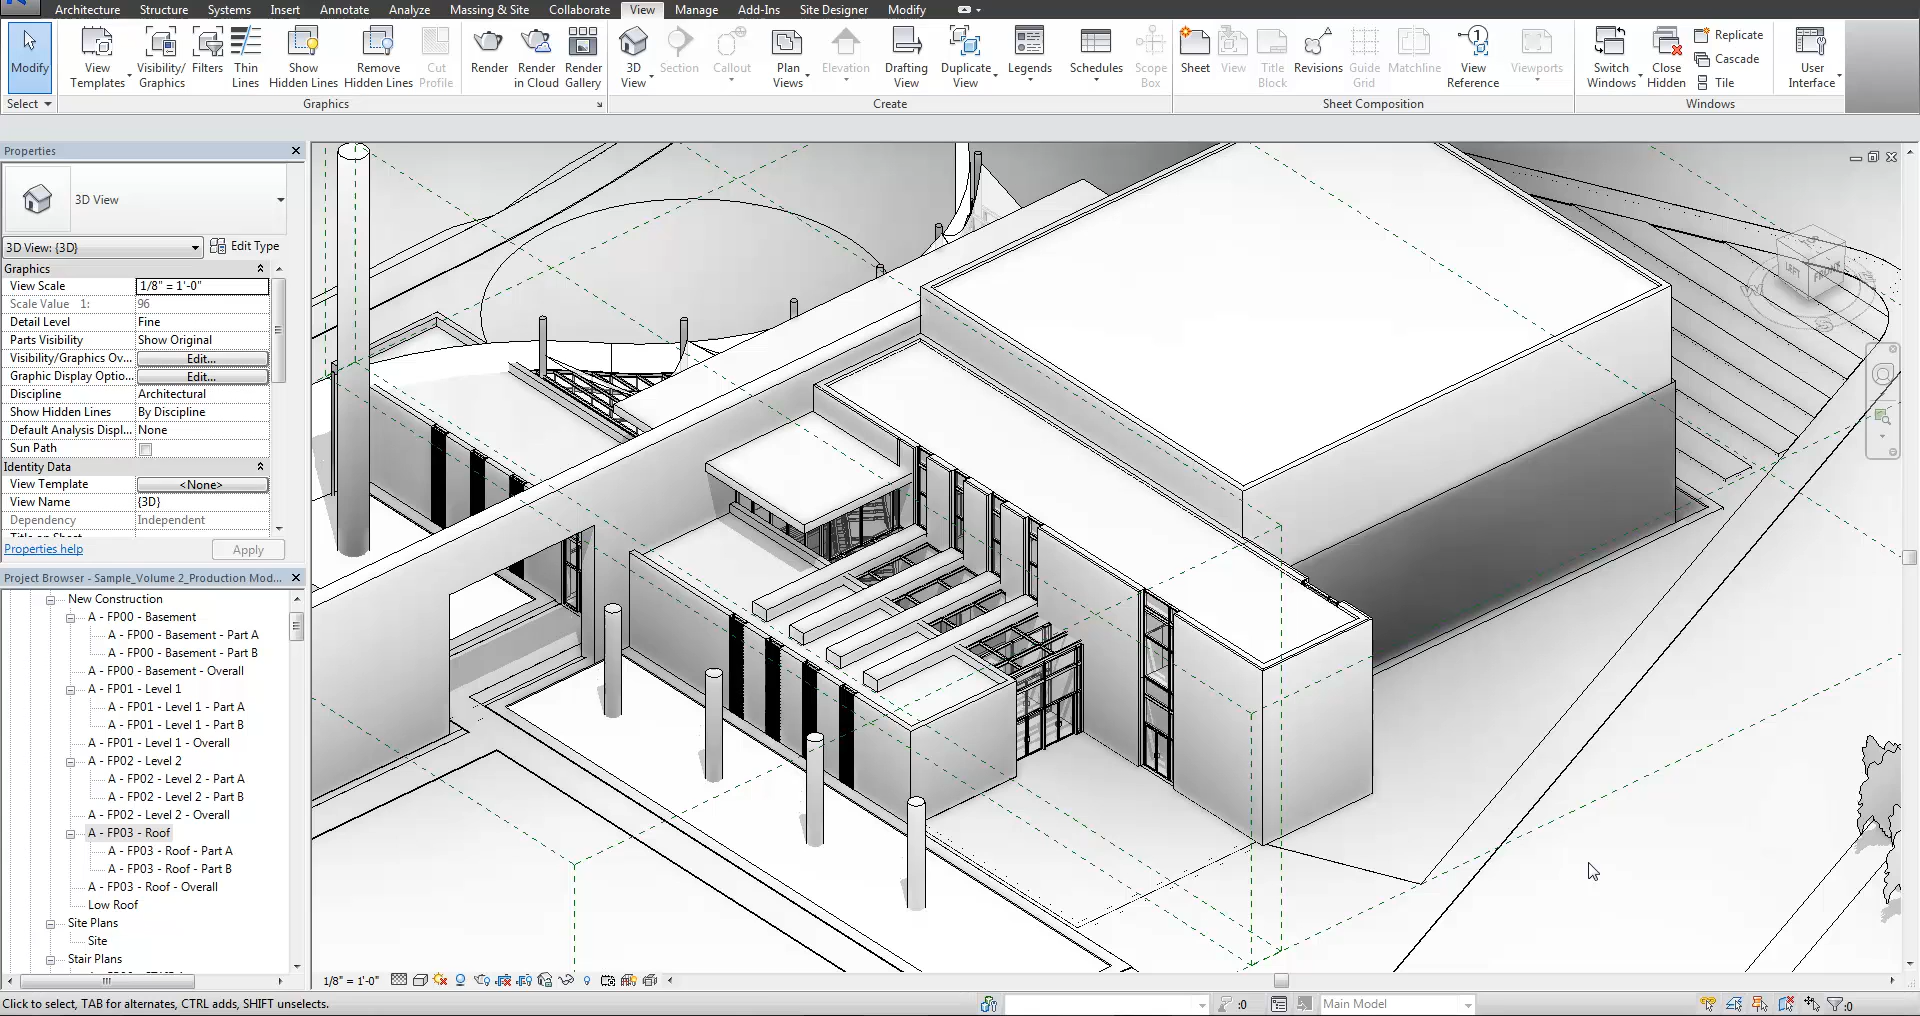 Architecture Structure Systems Insert Annotate Analyze Massing & Site Collaborate View Manage Add-Ins Site Designer Modify
Modify
View Templates
Visibility/ Graphics
Filters
Thin Lines
Show Hidden Lines
Remove Hidden Lines
Cut Profile
Render
Render in Cloud
Render Gallery
3D View
Section
Callout
Plan Views
Elevation
Drafting View
Duplicate View
Legends
Schedules
Scope Box
Sheet
View
Title Block
Revisions
Guide Grid
Matchline
View Reference
Viewports
Switch Windows
Close Hidden
Replicate
Cascade
Tile
User Interface
Select
Graphics
Create
Sheet Composition
Windows
Properties
3D View
3D View: {3D}
Edit Type
Graphics
View Scale 1/8" = 1'-0"
Scale Value 1: 96
Detail Level Fine
Parts Visibility Show Original
Visibility/Graphics Ov... Edit...
Graphic Display Optio... Edit...
Discipline Architectural
Show Hidden Lines By Discipline
Default Analysis Displ... None
Sun Path
Identity Data
View Template <None>
View Name {3D}
Dependency Independent
Properties help
Apply
Project Browser - Sample_Volume 2_Production Mod...
New Construction
A - FP00 - Basement
A - FP00 - Basement - Part A
A - FP00 - Basement - Part B
A - FP00 - Basement - Overall
A - FP01 - Level 1
A - FP01 - Level 1 - Part A
A - FP01 - Level 1 - Part B
A - FP01 - Level 1 - Overall
A - FP02 - Level 2
A - FP02 - Level 2 - Part A
A - FP02 - Level 2 - Part B
A - FP02 - Level 2 - Overall
A - FP03 - Roof
A - FP03 - Roof - Part A
A - FP03 - Roof - Part B
A - FP03 - Roof - Overall
Low Roof
Site Plans
Site
Stair Plans
LEFT
FRONT
W
S
1/8" = 1'-0"
Click to select, TAB for alternates, CTRL adds, SHIFT unselects.
:0
Main Model
:0